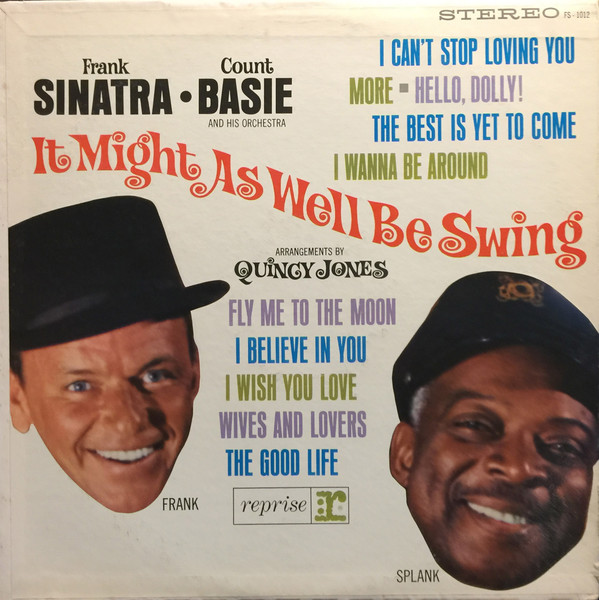 STEREO FS-1012
Frank Count
SINATRA • BASIE
AND HIS ORCHESTRA
I CAN'T STOP LOVING YOU
MORE ▪ HELLO, DOLLY!
THE BEST IS YET TO COME
I WANNA BE AROUND
It Might As Well Be Swing
ARRANGEMENTS BY
QUINCY JONES
FLY ME TO THE MOON
I BELIEVE IN YOU
I WISH YOU LOVE
WIVES AND LOVERS
THE GOOD LIFE
FRANK
reprise r
SPLANK